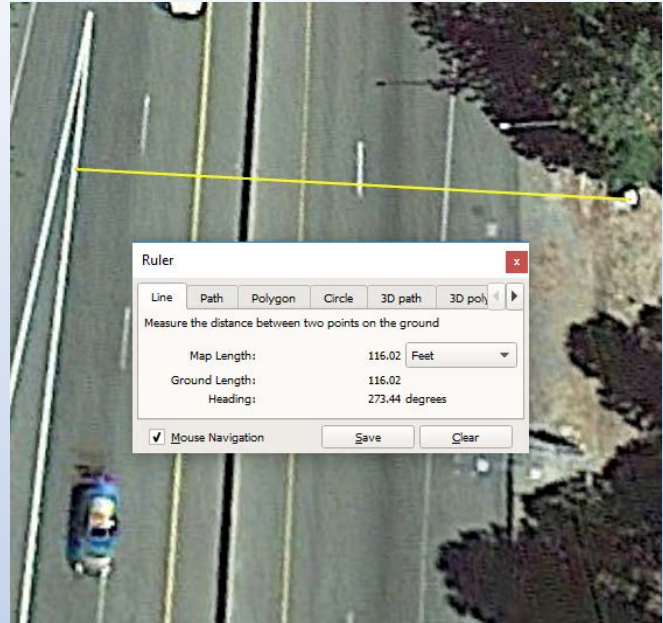 Ruler x
Line Path Polygon Circle 3D path 3D poly
Measure the distance between two points on the ground
Map Length: 116.02 Feet
Ground Length: 116.02
Heading: 273.44 degrees
Mouse Navigation Save Clear